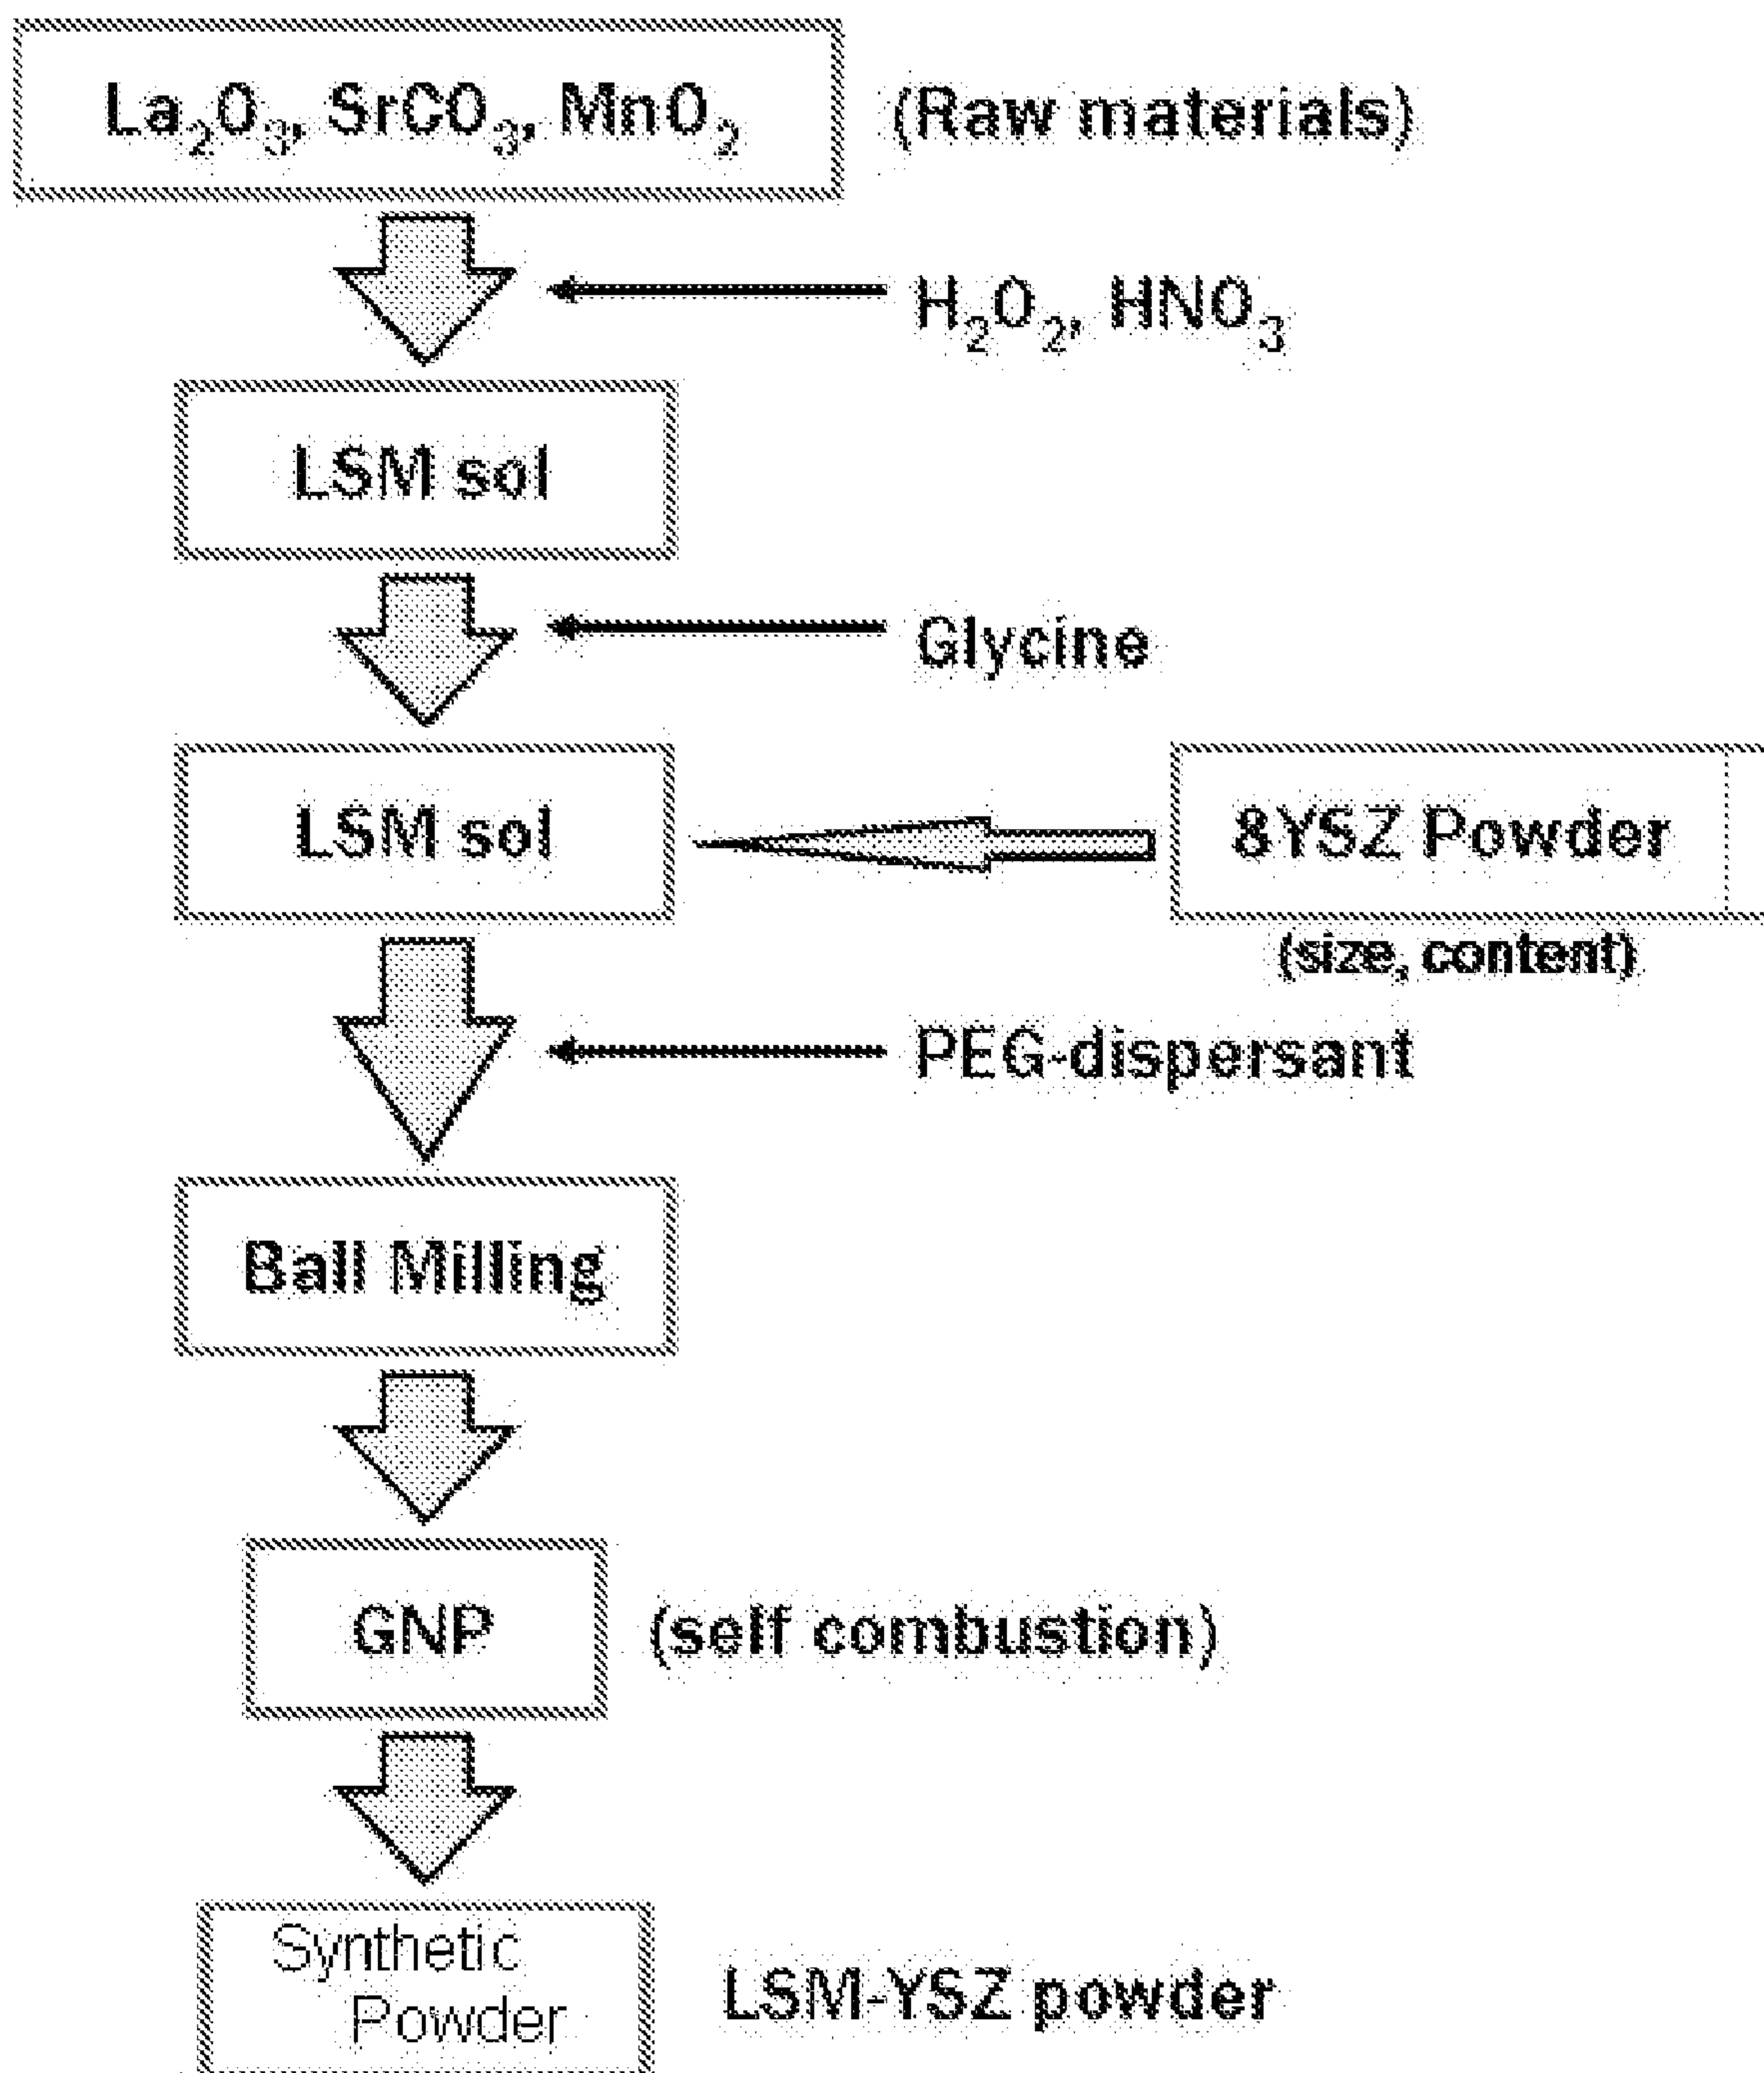 La₂O₃, SrCO₃, MnO₂ (Raw materials)
H₂O₂, HNO₃
LSM sol
Glycine
LSM sol
8YSZ Powder
(size, content)
PEG-dispersant
Ball Milling
GNP (self combustion)
Synthetic
Powder
LSM-YSZ powder